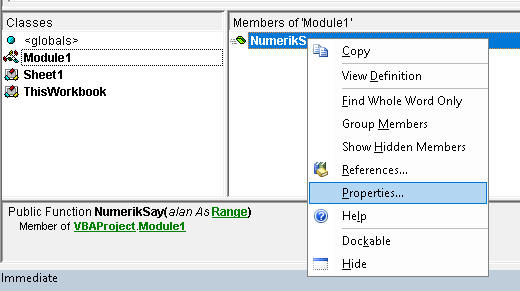 Classes
<globals>
Module1
Sheet1
ThisWorkbook
Members of 'Module1'
NumerikS
Copy
View Definition
Find Whole Word Only
Group Members
Show Hidden Members
References...
Properties...
Help
Dockable
Hide
Public Function NumerikSay(alan As Range)
Member of VBAProject.Module1
Immediate